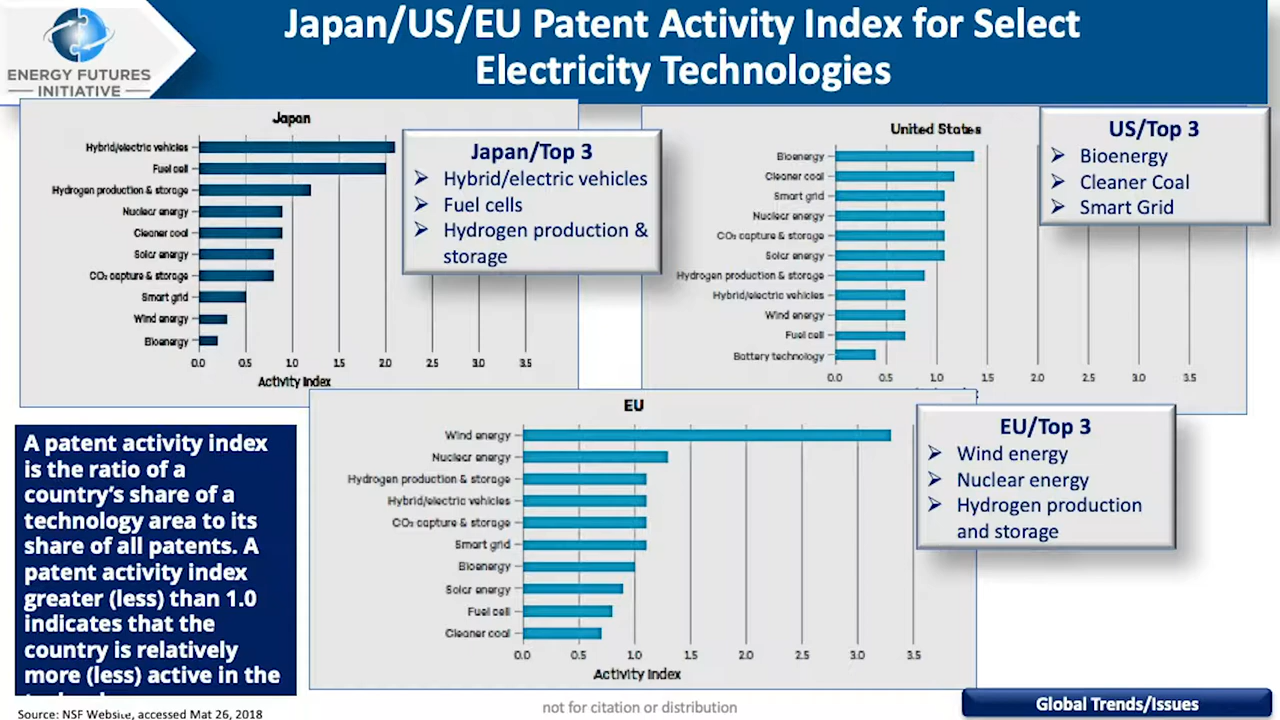 Japan/US/EU Patent Activity Index for Select
Electricity Technologies
ENERGY FUTURES
INITIATIVE
Japan
Hybrid/electric vehicles
Fuel cell
Hydrogen production & storage
Nuclear energy
Cleaner coal
Solar energy
CO₂ capture & storage
Smart grid
Wind energy
Bioenergy
0.0 0.5 1.0 1.5 2.0 2.5 3.0 3.5
Activity Index
Japan/Top 3
Hybrid/electric vehicles
Fuel cells
Hydrogen production &
storage
United States
Bioenergy
Cleaner coal
Smart grid
Nuclear energy
CO₂ capture & storage
Solar energy
Hydrogen production & storage
Hybrid/electric vehicles
Wind energy
Fuel cell
Battery technology
0.0 0.5 1.0 1.5 2.0 2.5 3.0 3.5
US/Top 3
Bioenergy
Cleaner Coal
Smart Grid
EU
Wind energy
Nuclear energy
Hydrogen production & storage
Hybrid/electric vehicles
CO₂ capture & storage
Smart grid
Bioenergy
Solar energy
Fuel cell
Cleaner coal
0.0 0.5 1.0 1.5 2.0 2.5 3.0 3.5
Activity Index
EU/Top 3
Wind energy
Nuclear energy
Hydrogen production
and storage
A patent activity index
is the ratio of a
country's share of a
technology area to its
share of all patents. A
patent activity index
greater (less) than 1.0
indicates that the
country is relatively
more (less) active in the
Source: NSF Website, accessed Mat 26, 2018
not for citation or distribution
Global Trends/Issues